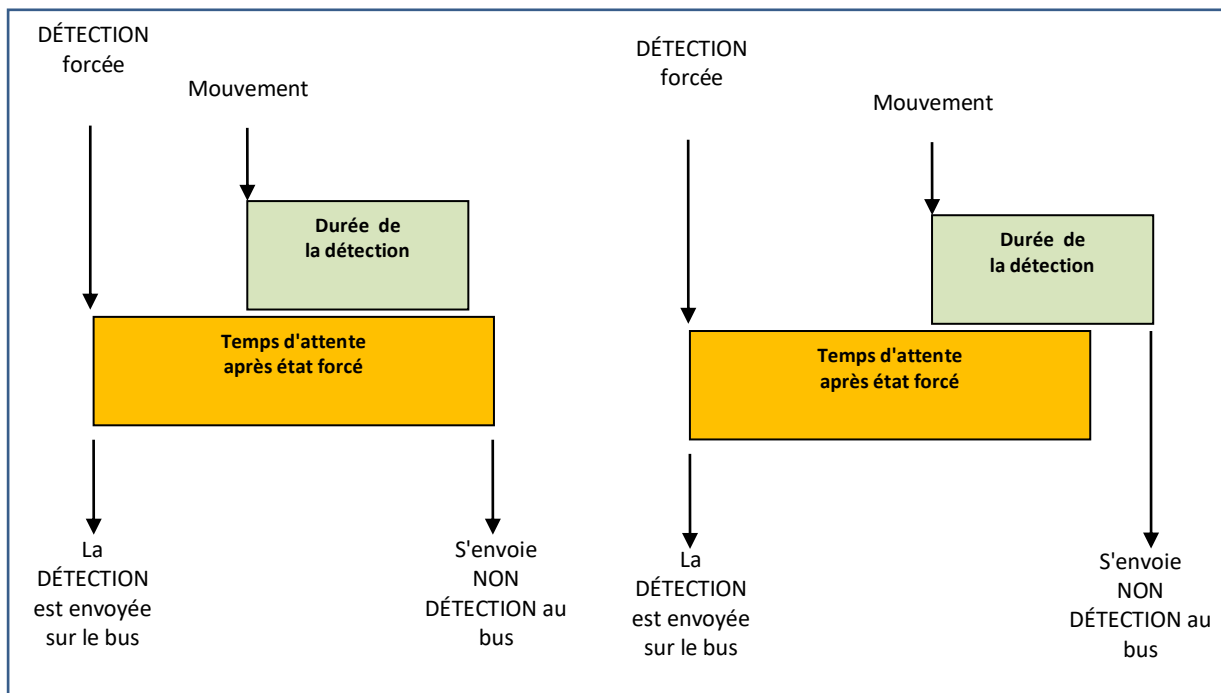 DÉTECTION
forcée
Mouvement
Durée de
la détection
Temps d'attente
après état forcé
La
DÉTECTION
est envoyée
sur le bus
S'envoie
NON
DÉTECTION au
bus
DÉTECTION
forcée
Mouvement
Durée de
la détection
Temps d'attente
après état forcé
La
DÉTECTION
est envoyée
sur le bus
S'envoie
NON
DÉTECTION au
bus